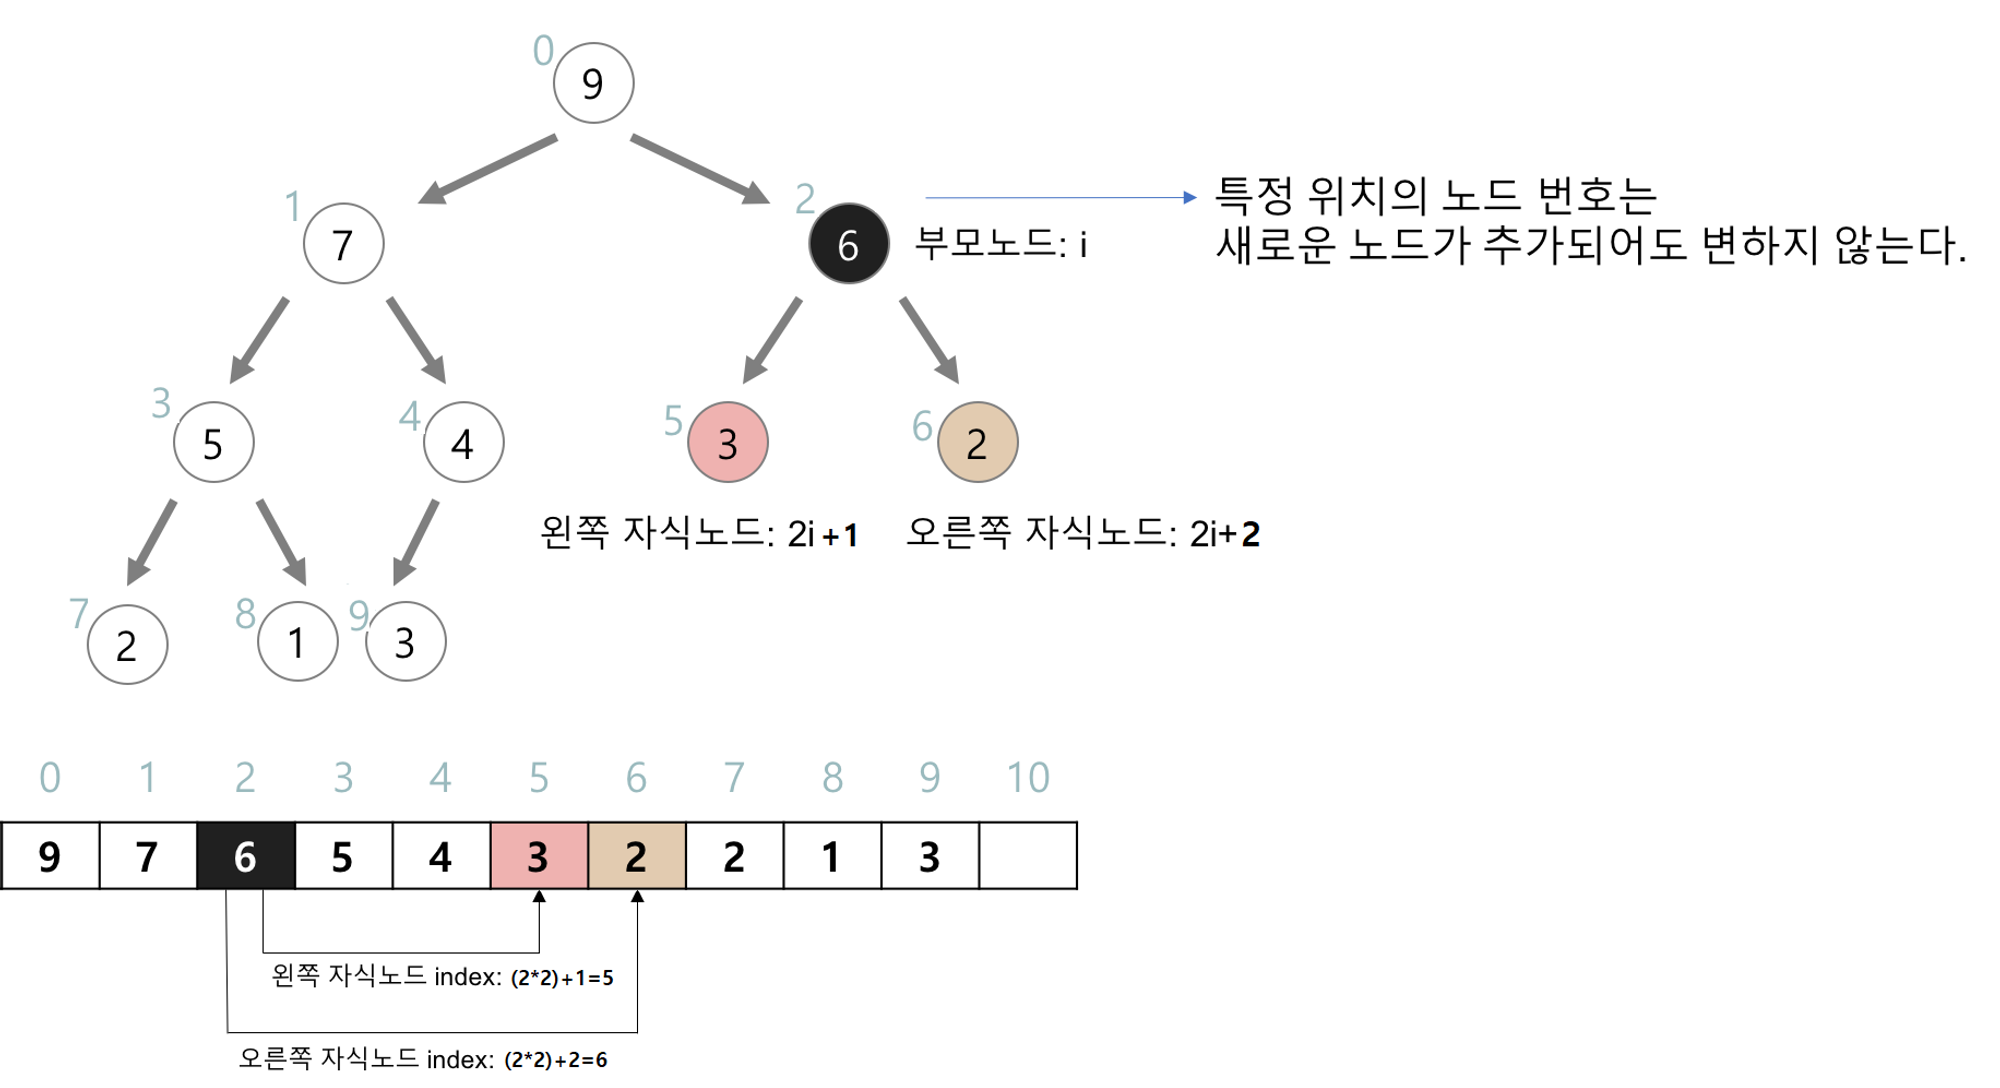 0
9
1
7
2
6
부모노드: i
특정 위치의 노드 번호는
새로운 노드가 추가되어도 변하지 않는다.
3
5
4
4
5
3
6
2
왼쪽 자식노드: 2i +1
오른쪽 자식노드: 2i+2
7
2
8
1
9
3
0 1 2 3 4 5 6 7 8 9 10
9 7 6 5 4 3 2 2 1 3
왼쪽 자식노드 index: (2*2)+1=5
오른쪽 자식노드 index: (2*2)+2=6